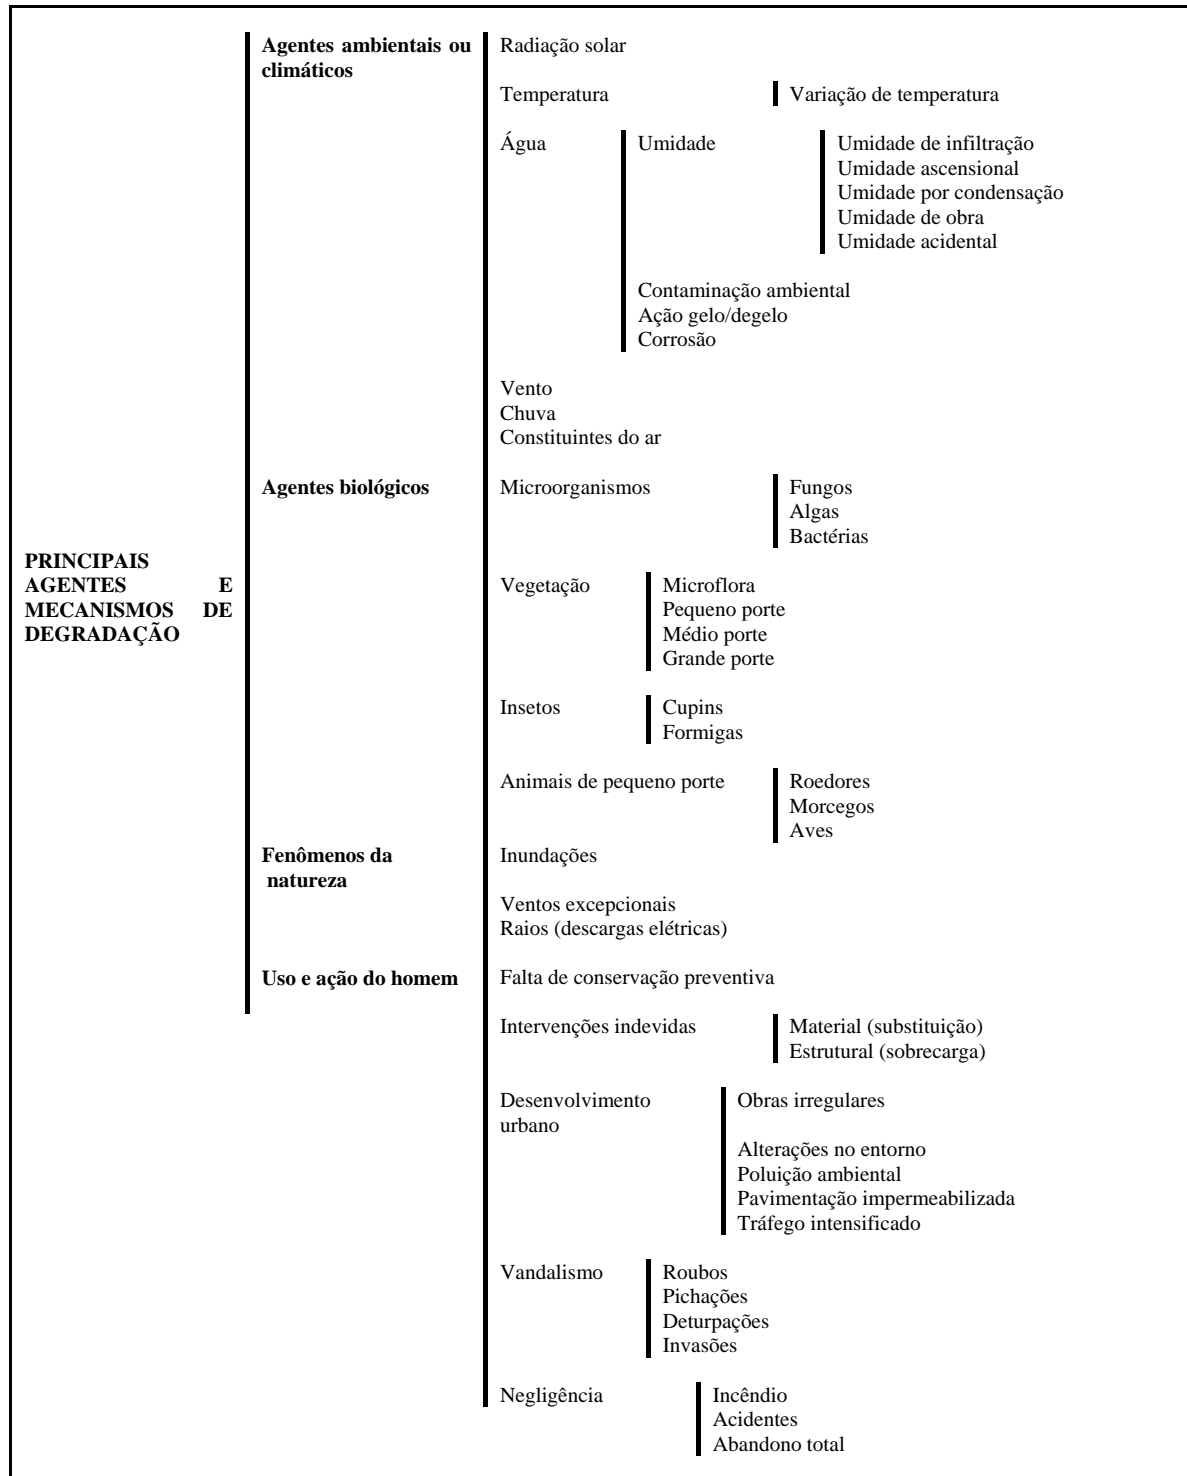 Agentes ambientais ou
climáticos
Radiação solar
Temperatura
Variação de temperatura
Água
Umidade
Umidade de infiltração
Umidade ascensional
Umidade por condensação
Umidade de obra
Umidade acidental
Contaminação ambiental
Ação gelo/degelo
Corrosão
Vento
Chuva
Constituintes do ar
Agentes biológicos
Microorganismos
Fungos
Algas
Bactérias
PRINCIPAIS
AGENTES E
MECANISMOS DE
DEGRADAÇÃO
Vegetação
Microflora
Pequeno porte
Médio porte
Grande porte
Insetos
Cupins
Formigas
Animais de pequeno porte
Roedores
Morcegos
Aves
Fenômenos da
natureza
Inundações
Ventos excepcionais
Raios (descargas elétricas)
Uso e ação do homem
Falta de conservação preventiva
Intervenções indevidas
Material (substituição)
Estrutural (sobrecarga)
Desenvolvimento
urbano
Obras irregulares
Alterações no entorno
Poluição ambiental
Pavimentação impermeabilizada
Tráfego intensificado
Vandalismo
Roubos
Pichações
Deturpações
Invasões
Negligência
Incêndio
Acidentes
Abandono total